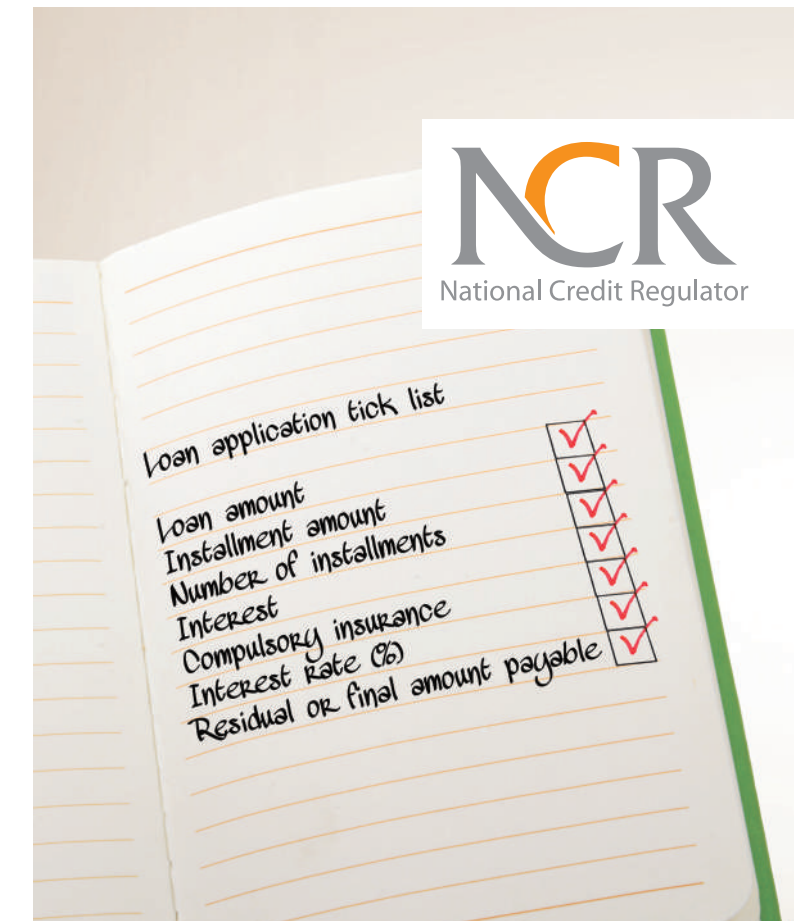 NCR
National Credit Regulator
Loan application tick list
Loan amount
Installment amount
Number of installments
Interest
Compulsory insurance
Interest Rate (%)
Residual or final amount payable